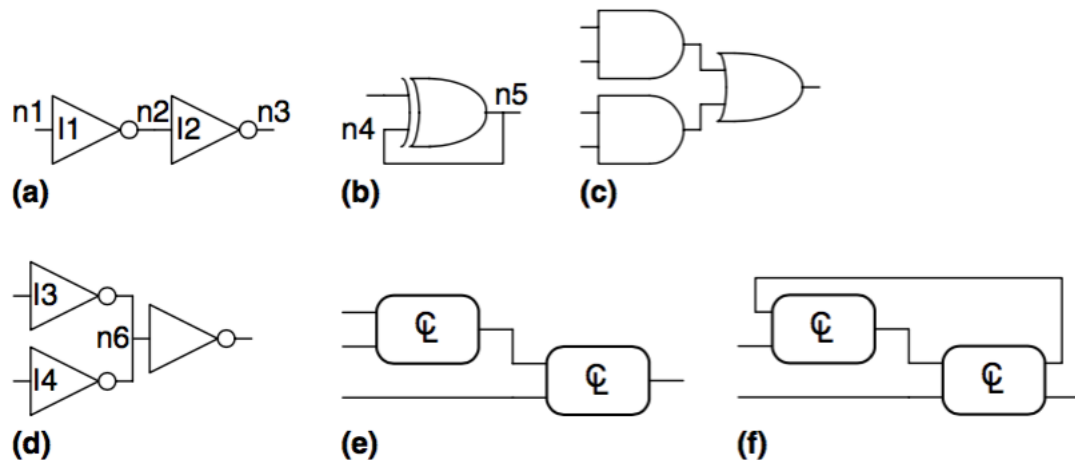 n1 I1 n2 I2 n3
n4 n5
(a) (b) (c)
I3
n6
I4
CL CL
CL CL
(d) (e) (f)